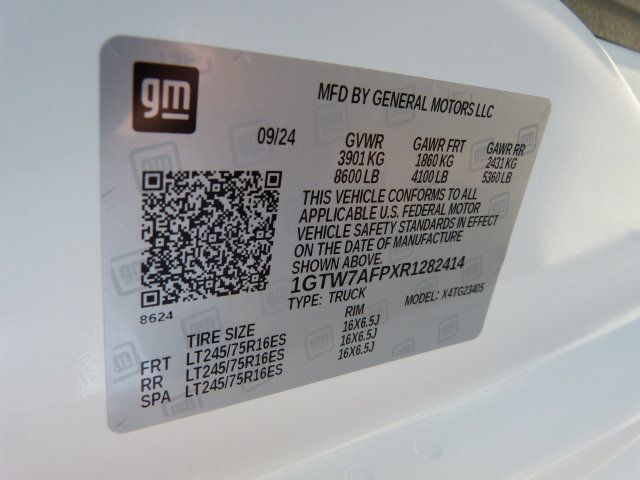 gm
MFD BY GENERAL MOTORS LLC
09/24 GVWR GAWR FRT GAWR RR
3901 KG 1860 KG 2431 KG
8600 LB 4100 LB 5360 LB
THIS VEHICLE CONFORMS TO ALL
APPLICABLE U.S. FEDERAL MOTOR
VEHICLE SAFETY STANDARDS IN EFFECT
ON THE DATE OF MANUFACTURE
SHOWN ABOVE.
1GTW7AFPXR1282414
8624
TYPE: TRUCK MODEL: X4TG23405
TIRE SIZE RIM
FRT LT245/75R16ES 16X6.5J
RR LT245/75R16ES 16X6.5J
SPA LT245/75R16ES 16X6.5J